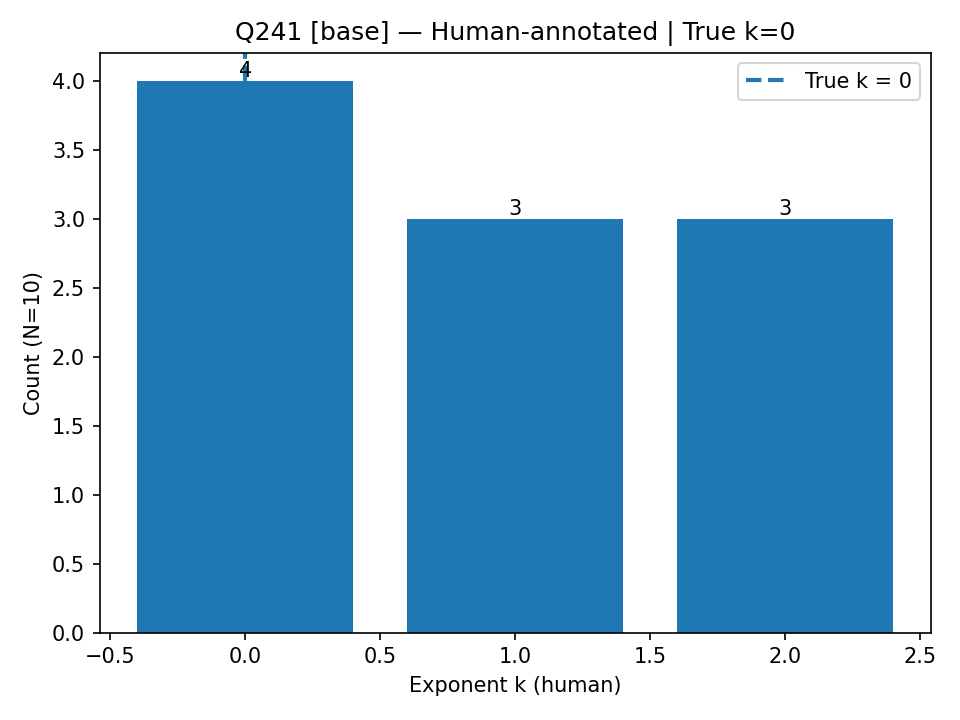 Q241 [base] — Human-annotated | True k=0
True k = 0
4
3
3
4.0
3.5
3.0
2.5
2.0
1.5
1.0
0.5
0.0
Count (N=10)
−0.5 0.0 0.5 1.0 1.5 2.0 2.5
Exponent k (human)